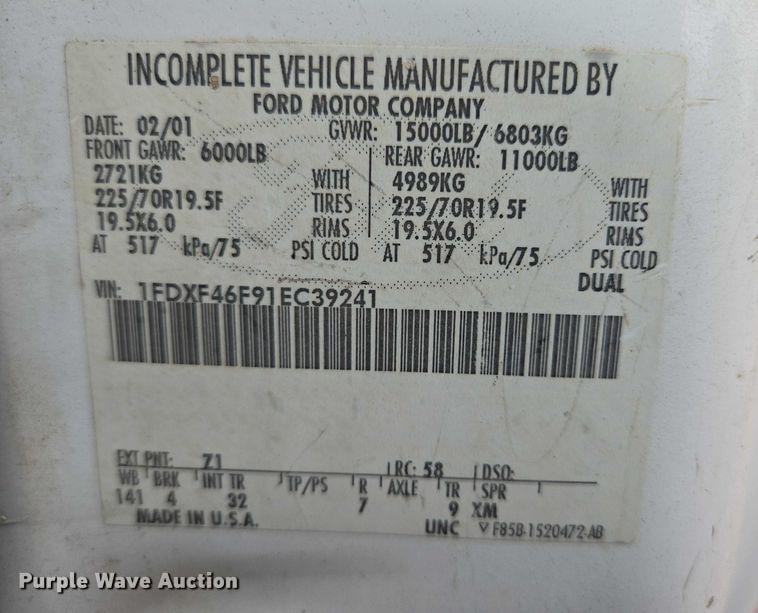 INCOMPLETE VEHICLE MANUFACTURED BY
FORD MOTOR COMPANY
DATE: 02/01 GVWR: 15000LB/ 6803KG
FRONT GAWR: 6000LB REAR GAWR: 11000LB
2721KG WITH 4989KG WITH
225/70R19.5F TIRES 225/70R19.5F TIRES
19.5X6.0 RIMS 19.5X6.0 RIMS
AT 517 kPa/75 PSI COLD AT 517 kPa/75 PSI COLD
DUAL
VIN: 1FDXF46F91EC39241
EXT PNT: Z1 RC: 58 DSO:
WB BRK INT TR TP/PS R AXLE TR SPR
141 4 32 7 9 XM
MADE IN U.S.A. UNC F85B-1520472-AB
Purple Wave Auction